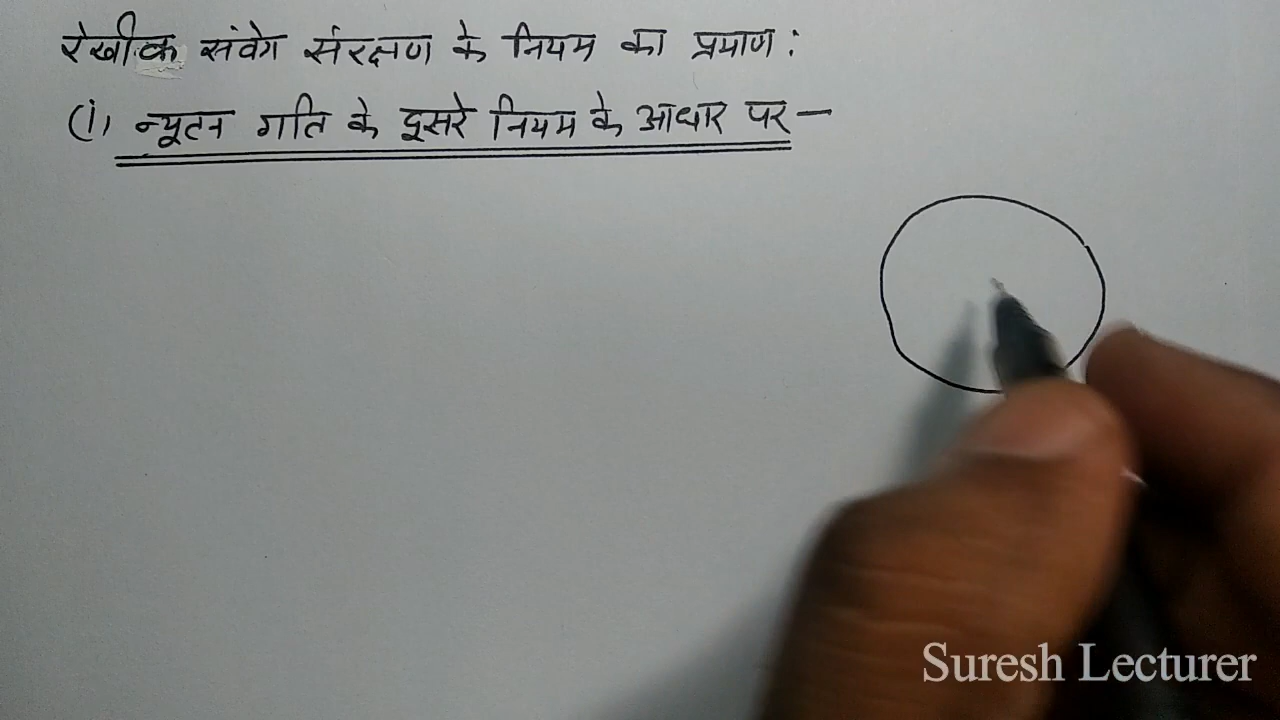 रेखीक संवेग संरक्षण के नियम का प्रमाण :
(i) न्यूटन गति के दूसरे नियम के आधार पर –
Suresh Lecturer